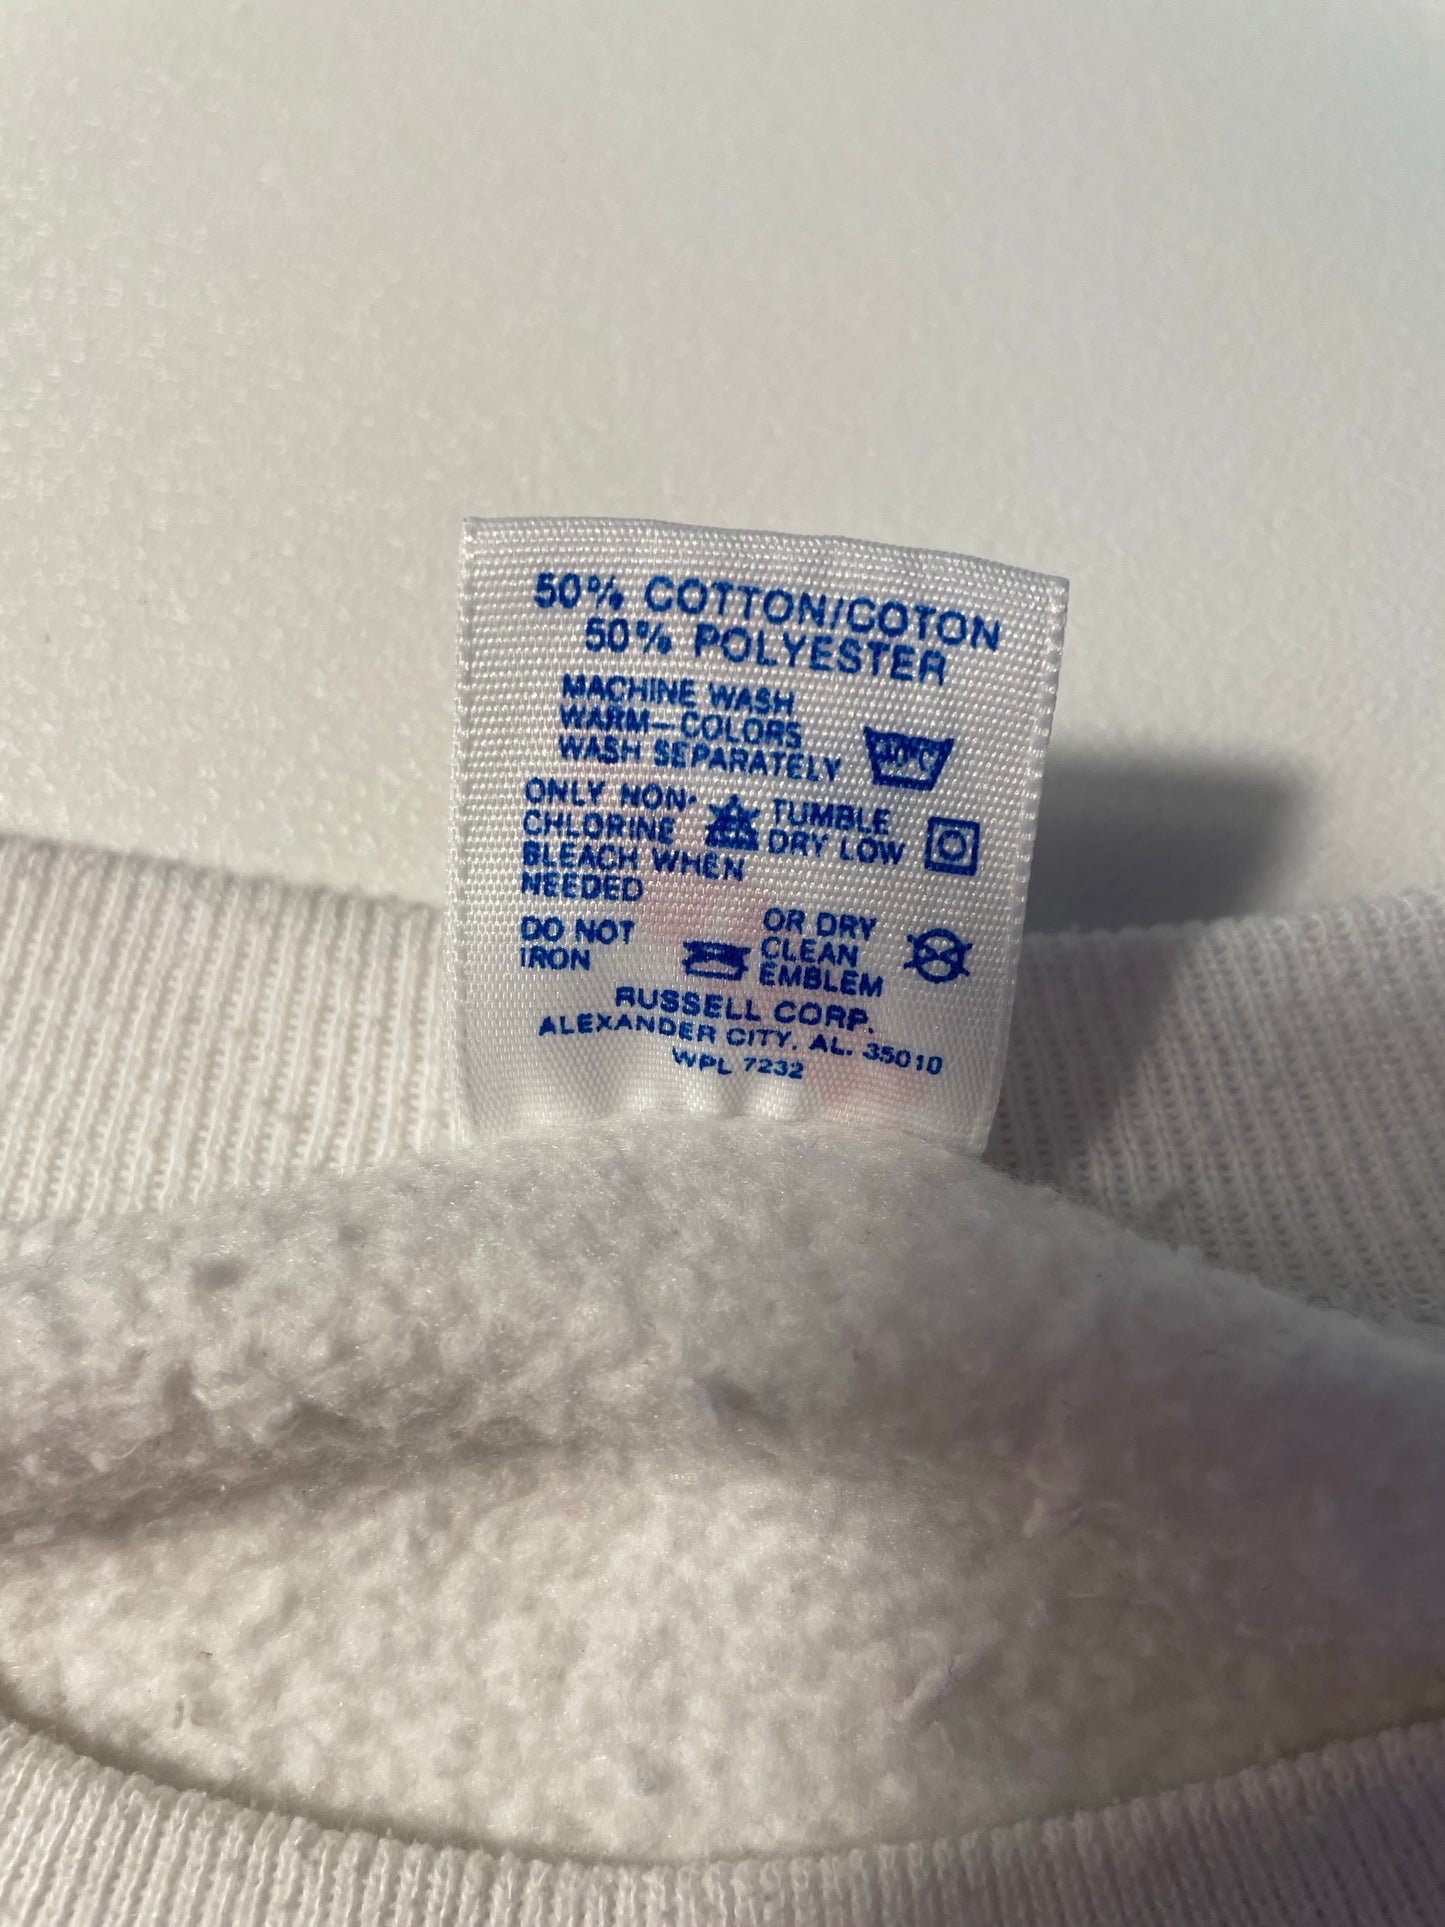 50% COTTON/COTON
50% POLYESTER
MACHINE WASH
WARM-COLORS
WASH SEPARATELY
ONLY NON-
CHLORINE
BLEACH WHEN
NEEDED
TUMBLE
DRY LOW
DO NOT
IRON
OR DRY
CLEAN
EMBLEM
RUSSELL CORP.
ALEXANDER CITY, AL. 35010
WPL 7232